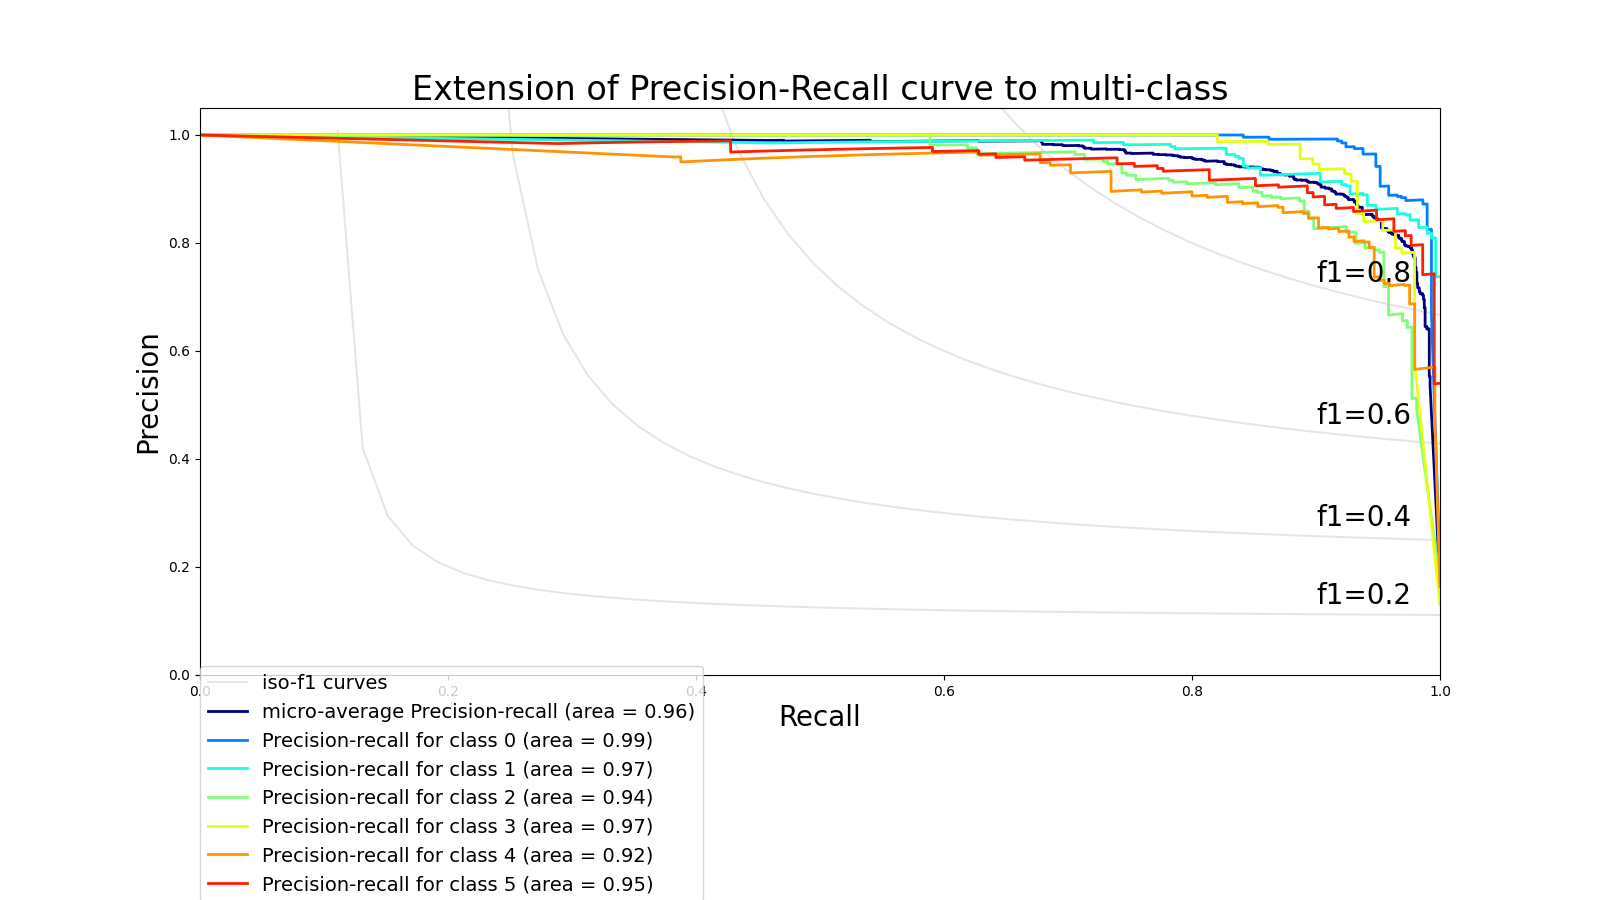 Extension of Precision-Recall curve to multi-class
1.0
0.8
0.6
0.4
0.2
0.0
Precision
f1=0.8
f1=0.6
f1=0.4
f1=0.2
0.0 0.2 0.4 0.6 0.8 1.0
Recall
iso-f1 curves
micro-average Precision-recall (area = 0.96)
Precision-recall for class 0 (area = 0.99)
Precision-recall for class 1 (area = 0.97)
Precision-recall for class 2 (area = 0.94)
Precision-recall for class 3 (area = 0.97)
Precision-recall for class 4 (area = 0.92)
Precision-recall for class 5 (area = 0.95)